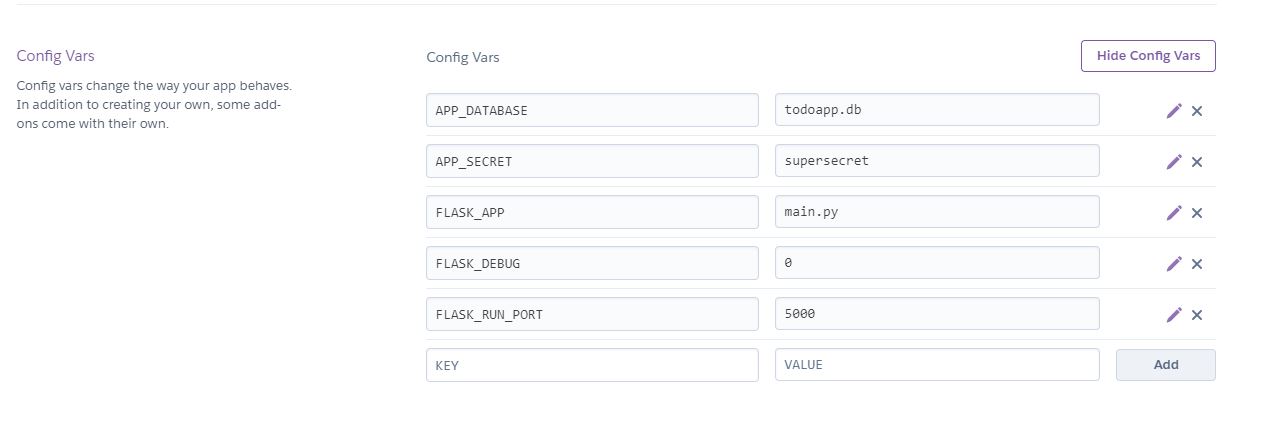 Config Vars
Config vars change the way your app behaves.
In addition to creating your own, some add-
ons come with their own.
Config Vars
Hide Config Vars
APP_DATABASE todoapp.db
APP_SECRET supersecret
FLASK_APP main.py
FLASK_DEBUG 0
FLASK_RUN_PORT 5000
KEY VALUE Add